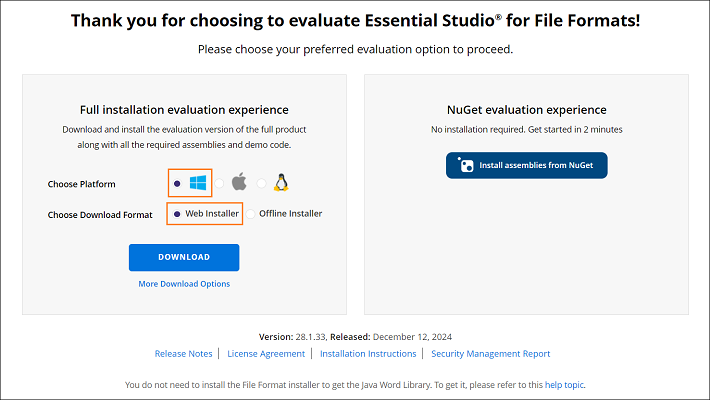 Thank you for choosing to evaluate Essential Studio® for File Formats!
Please choose your preferred evaluation option to proceed.
Full installation evaluation experience
Download and install the evaluation version of the full product
along with all the required assemblies and demo code.
Choose Platform
Choose Download Format
Web Installer
Offline Installer
DOWNLOAD
More Download Options
NuGet evaluation experience
No installation required. Get started in 2 minutes
Install assemblies from NuGet
Version: 28.1.33, Released: December 12, 2024
Release Notes | License Agreement | Installation Instructions | Security Management Report
You do not need to install the File Format installer to get the Java Word Library. To get it, please refer to this help topic.